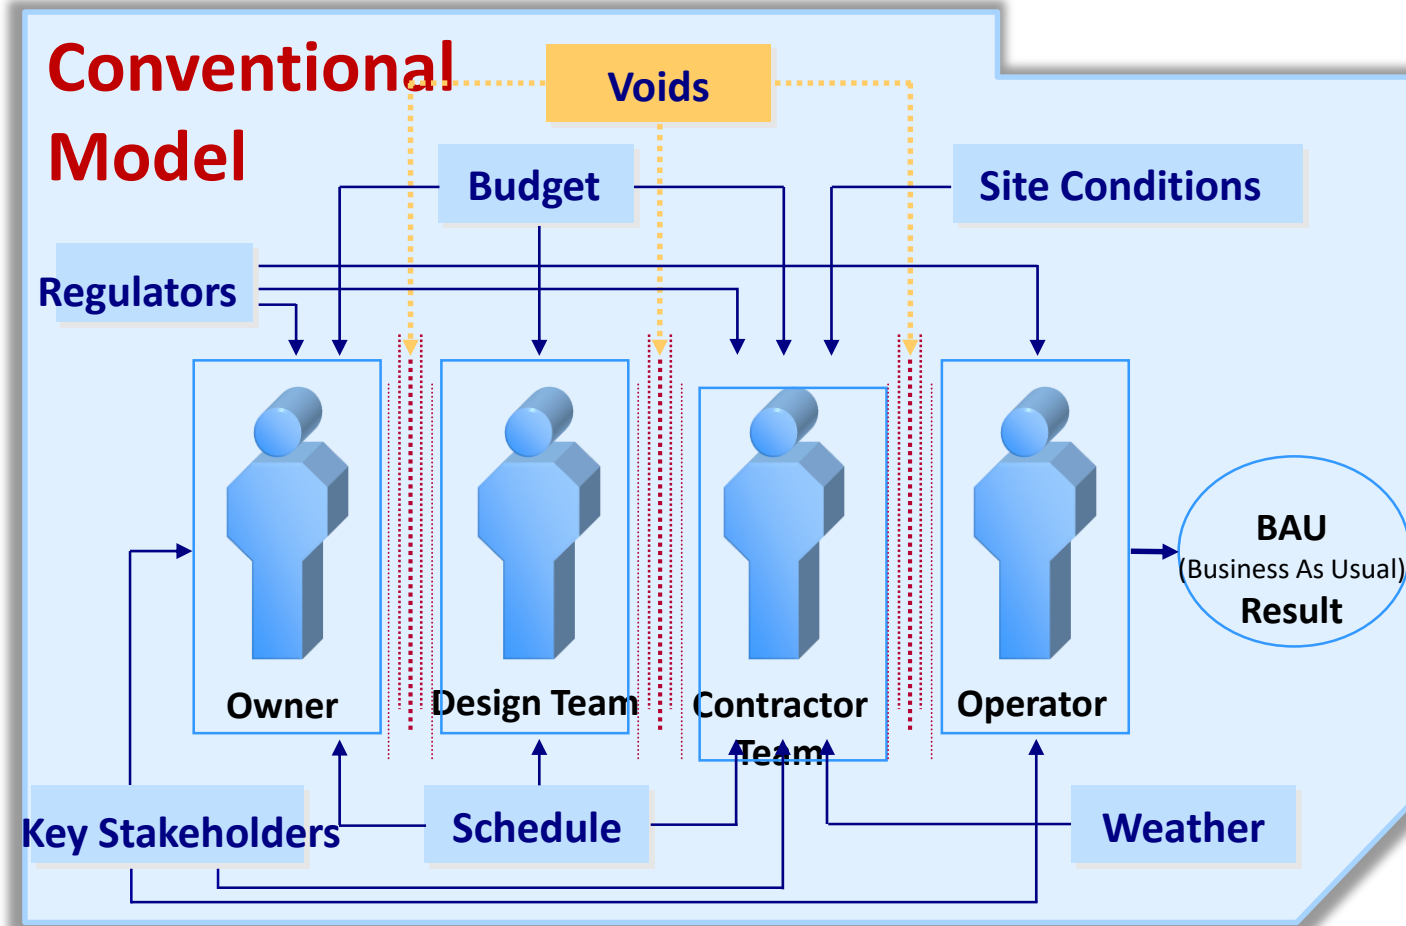 Conventional
Model
Voids
Budget
Site Conditions
Regulators
Owner
Design Team
Contractor
Team
Operator
BAU
(Business As Usual)
Result
Key Stakeholders
Schedule
Weather